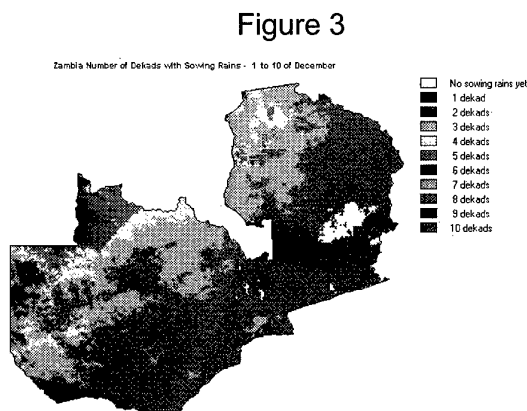 Figure 3
Zambia Number of Dekads with Sowing Rains - 1 to 10 of December
No sowing rains yet
1 dekad
2 dekads
3 dekads
4 dekads
5 dekads
6 dekads
7 dekads
8 dekads
9 dekads
10 dekads